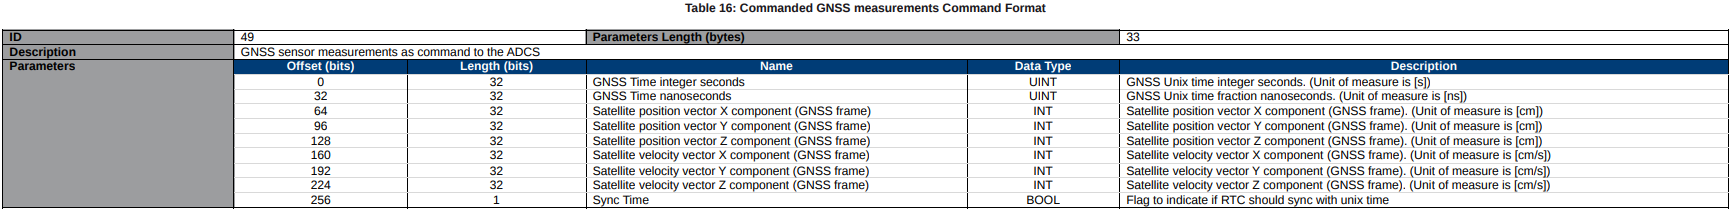 Table 16: Commanded GNSS measurements Command Format
ID 49 Parameters Length (bytes) 33
Description GNSS sensor measurements as command to the ADCS
Parameters Offset (bits) Length (bits) Name Data Type Description
0 32 GNSS Time integer seconds UINT GNSS Unix time integer seconds. (Unit of measure is [s])
32 32 GNSS Time nanoseconds UINT GNSS Unix time fraction nanoseconds. (Unit of measure is [ns])
64 32 Satellite position vector X component (GNSS frame) INT Satellite position vector X component (GNSS frame). (Unit of measure is [cm])
96 32 Satellite position vector Y component (GNSS frame) INT Satellite position vector Y component (GNSS frame). (Unit of measure is [cm])
128 32 Satellite position vector Z component (GNSS frame) INT Satellite position vector Z component (GNSS frame). (Unit of measure is [cm])
160 32 Satellite velocity vector X component (GNSS frame) INT Satellite velocity vector X component (GNSS frame). (Unit of measure is [cm/s])
192 32 Satellite velocity vector Y component (GNSS frame) INT Satellite velocity vector Y component (GNSS frame). (Unit of measure is [cm/s])
224 32 Satellite velocity vector Z component (GNSS frame) INT Satellite velocity vector Z component (GNSS frame). (Unit of measure is [cm/s])
256 1 Sync Time BOOL Flag to indicate if RTC should sync with unix time